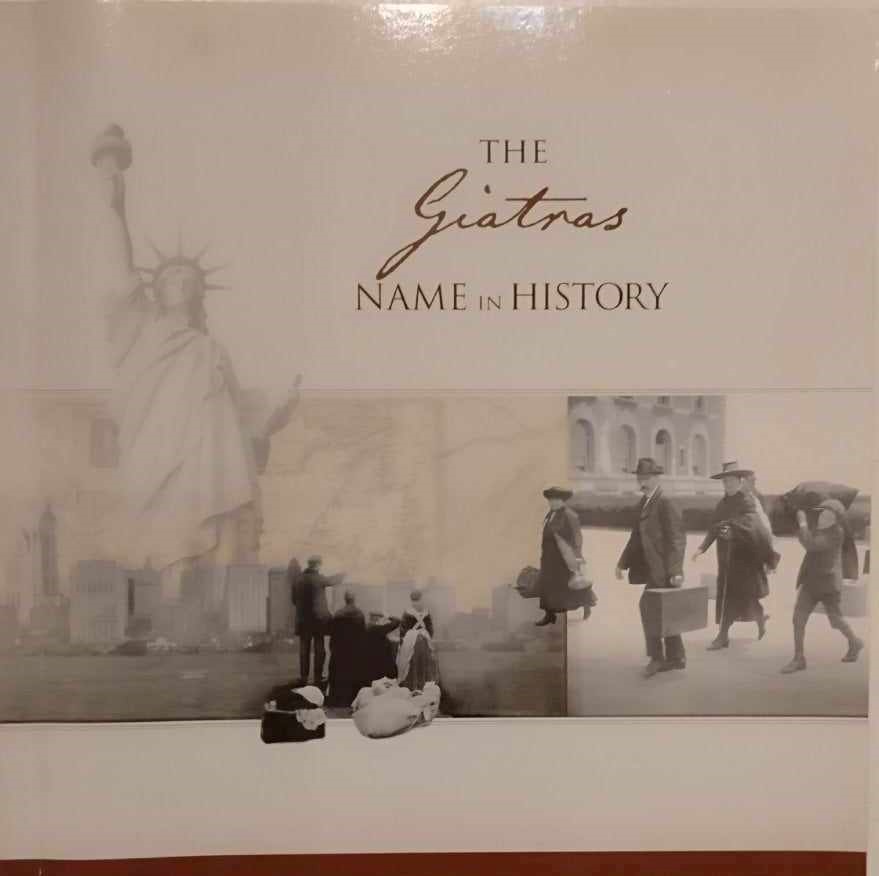 THE
Giatras
NAME IN HISTORY